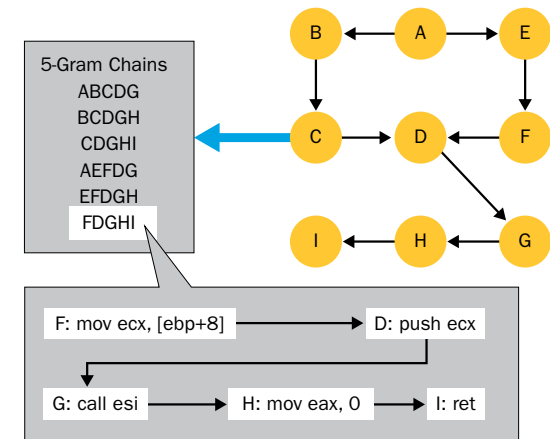 B A E
5-Gram Chains
ABCDG
BCDGH
CDGHI
AEFDG
EFDGH
FDGHI
C D F
I H G
F: mov ecx, [ebp+8] D: push ecx
G: call esi H: mov eax, 0 I: ret